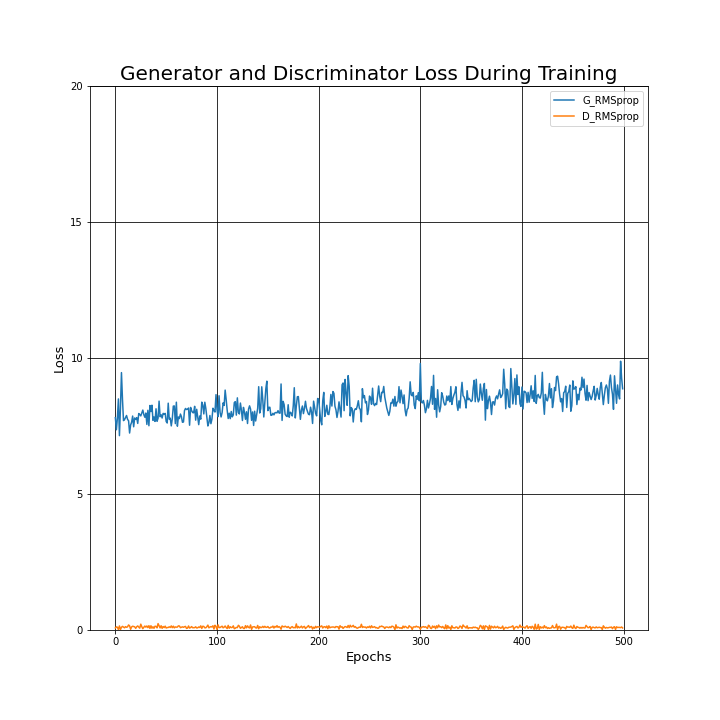 Generator and Discriminator Loss During Training
G_RMSprop
D_RMSprop
20
15
10
5
0
Loss
0 100 200 300 400 500
Epochs